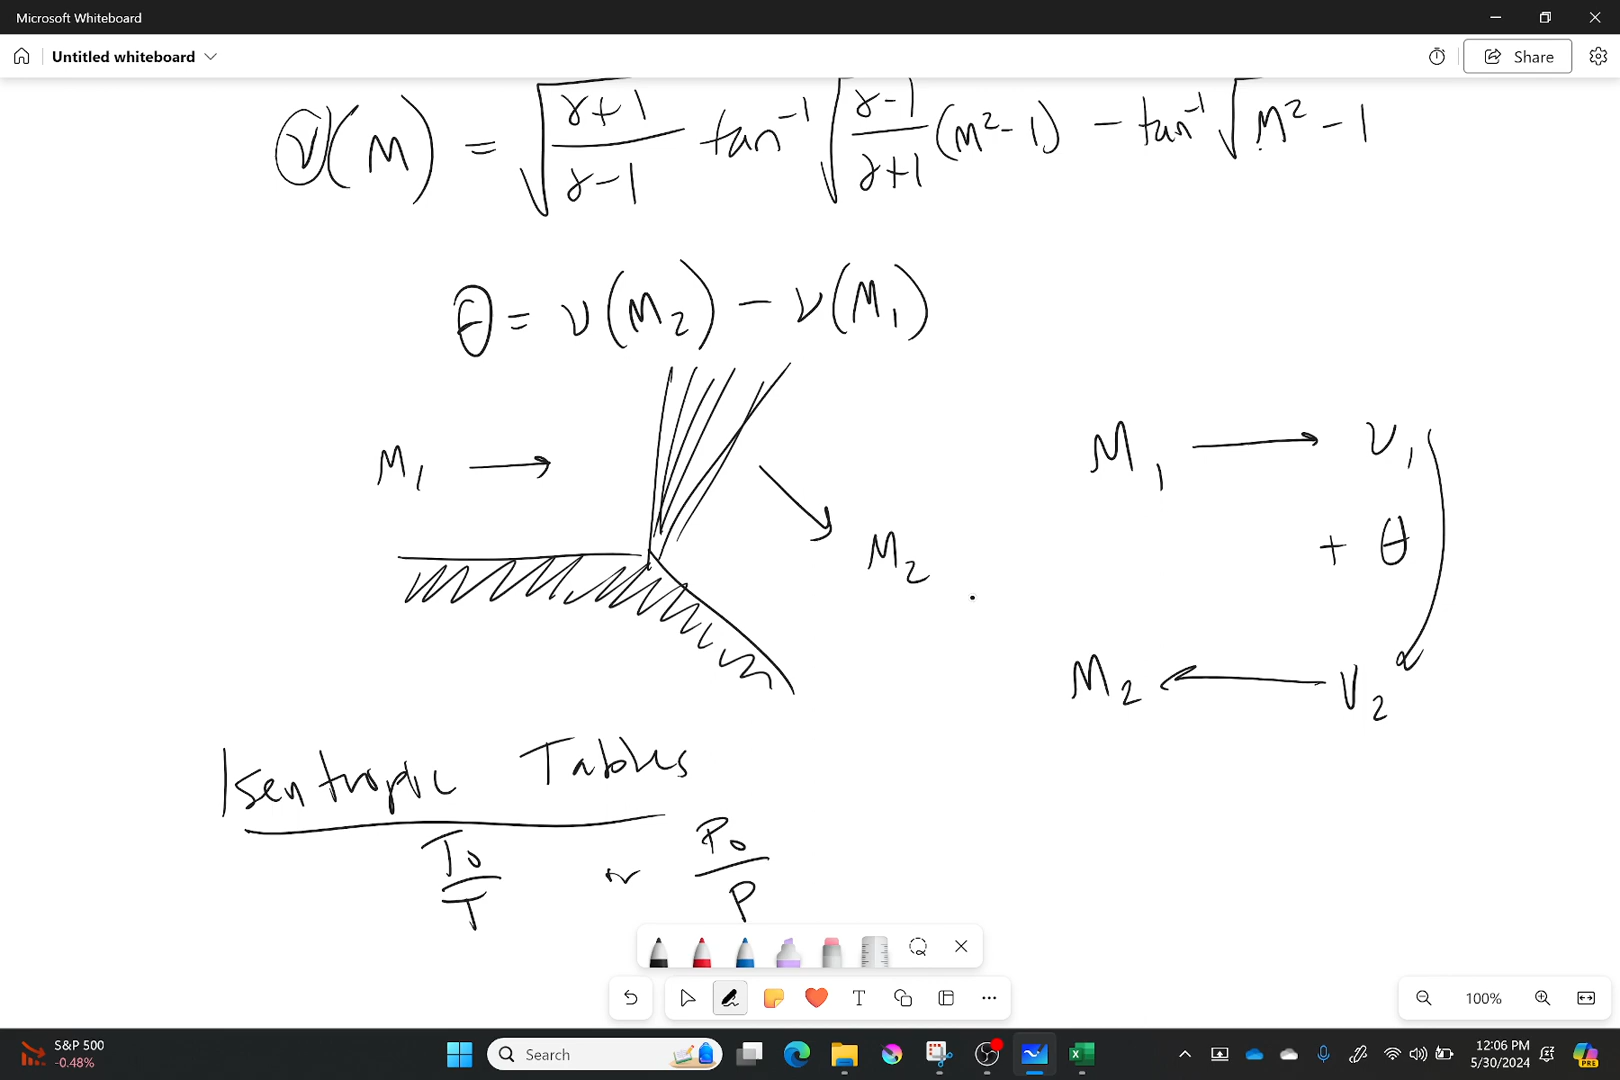 Microsoft Whiteboard
Untitled whiteboard
Share
ν(M) = √((γ+1)/(γ-1)) tan⁻¹ √((γ-1)/(γ+1) (M²-1)) - tan⁻¹ √(M²-1)
θ = ν(M₂) - ν(M₁)
M₁ → ν₁
+ θ
M₂ ← ν₂
M₁ →
M₂
Isentropic Tables
T₀/T or P₀/P
100%
S&P 500
-0.48%
Search
PRE
12:06 PM
5/30/2024